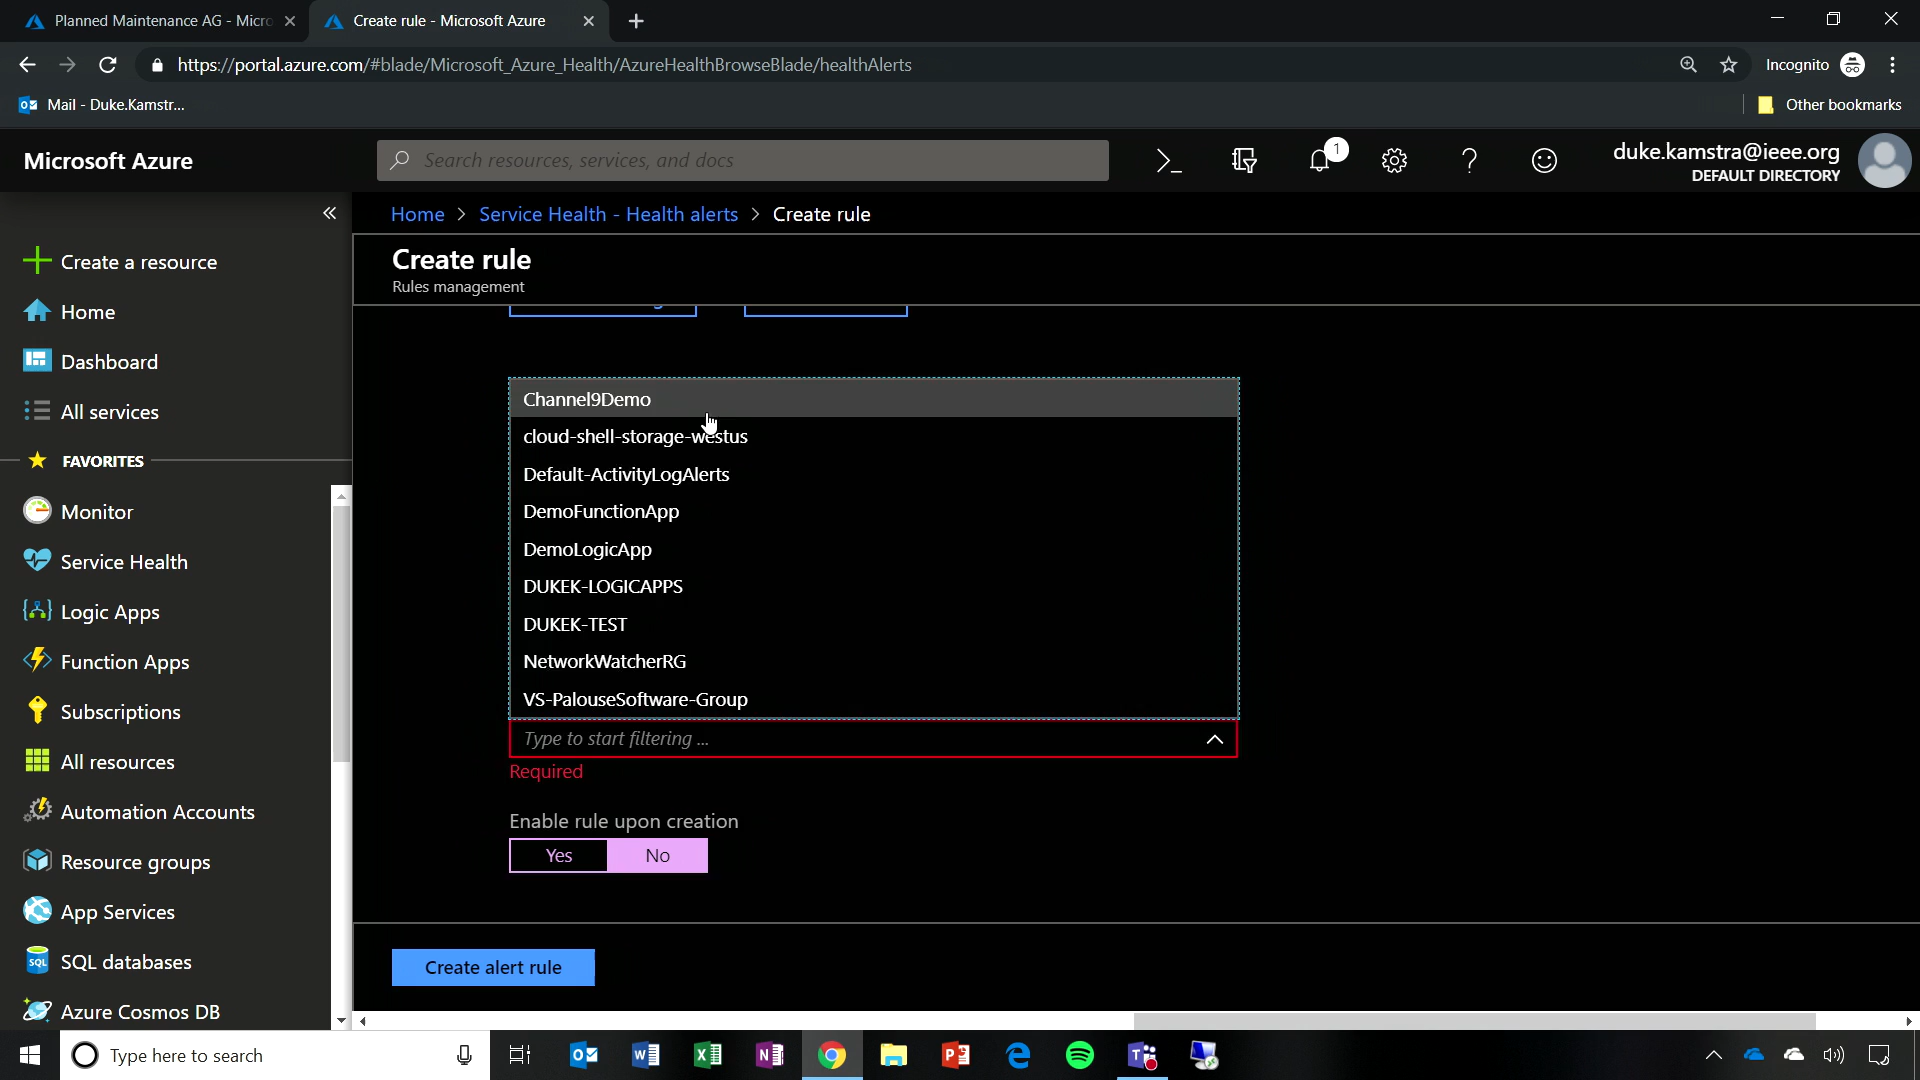 Planned Maintenance AG - Micro
Create rule - Microsoft Azure
https://portal.azure.com/#blade/Microsoft_Azure_Health/AzureHealthBrowseBlade/healthAlerts
Incognito
Mail - Duke.Kamstr...
Other bookmarks
Microsoft Azure
Search resources, services, and docs
1
duke.kamstra@ieee.org
DEFAULT DIRECTORY
Home > Service Health - Health alerts > Create rule
Create rule
Rules management
Create a resource
Home
Dashboard
All services
FAVORITES
Monitor
Service Health
Logic Apps
Function Apps
Subscriptions
All resources
Automation Accounts
Resource groups
App Services
SQL databases
Azure Cosmos DB
Channel9Demo
cloud-shell-storage-westus
Default-ActivityLogAlerts
DemoFunctionApp
DemoLogicApp
DUKEK-LOGICAPPS
DUKEK-TEST
NetworkWatcherRG
VS-PalouseSoftware-Group
Type to start filtering ...
Required
Enable rule upon creation
Yes No
Create alert rule
Type here to search